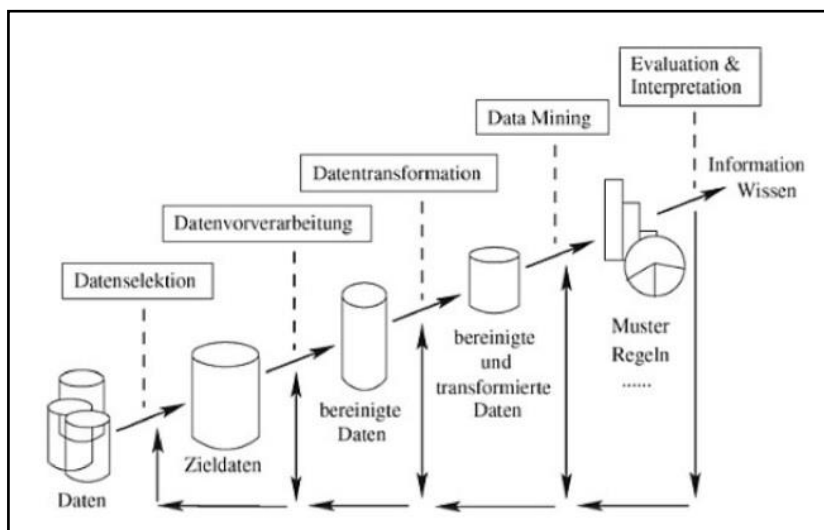 Evaluation &
Interpretation
Data Mining
Information
Wissen
Datentransformation
Datenvorverarbeitung
Datenselektion
Muster
Regeln
......
bereinigte
und
transformierte
Daten
bereinigte
Daten
Zieldaten
Daten